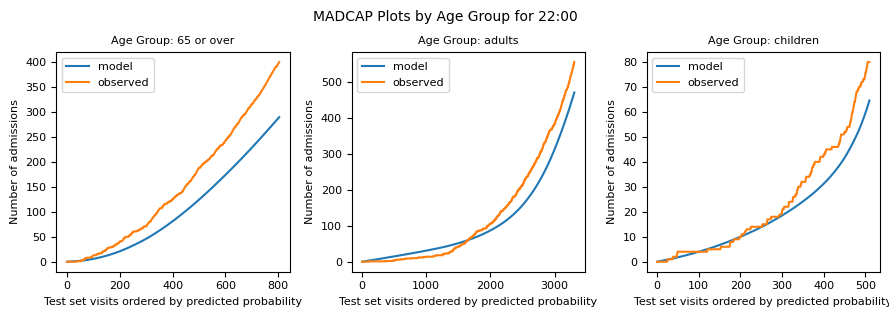 MADCAP Plots by Age Group for 22:00
Age Group: 65 or over
Number of admissions
400
350
300
250
200
150
100
50
0
model
observed
0 200 400 600 800
Test set visits ordered by predicted probability
Age Group: adults
Number of admissions
500
400
300
200
100
0
model
observed
0 1000 2000 3000
Test set visits ordered by predicted probability
Age Group: children
Number of admissions
80
70
60
50
40
30
20
10
0
model
observed
0 100 200 300 400 500
Test set visits ordered by predicted probability